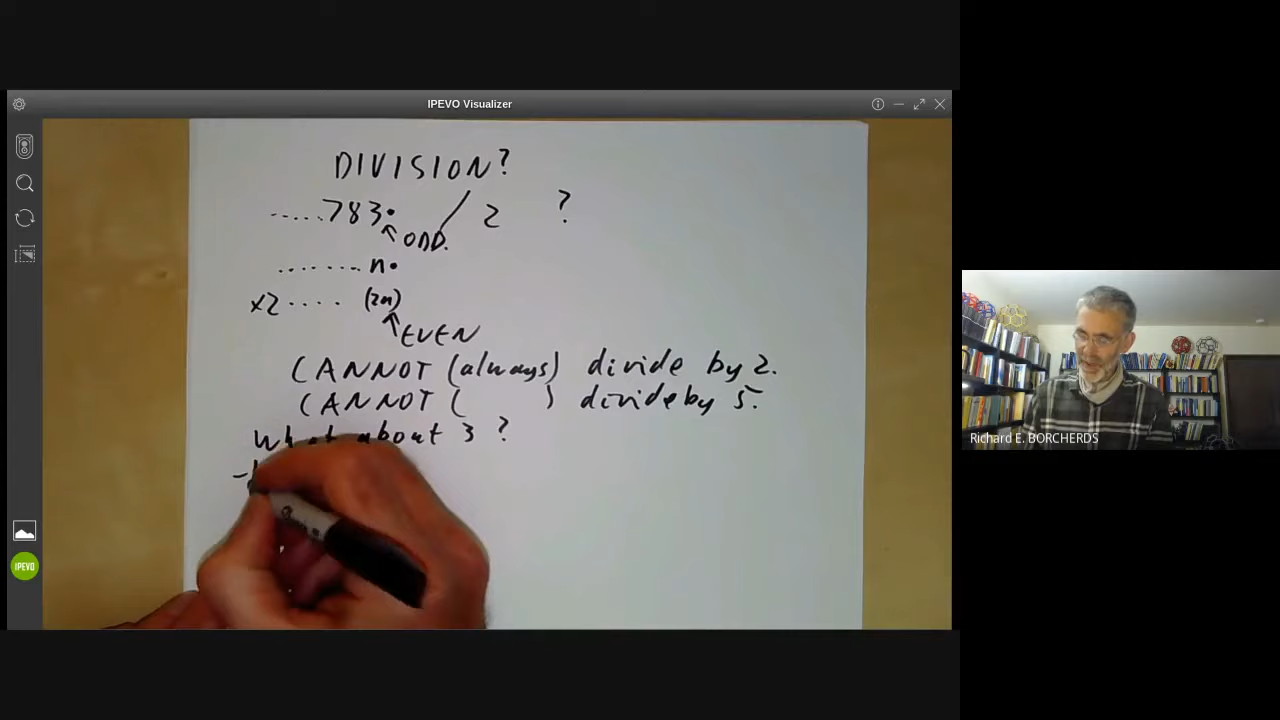 IPEVO Visualizer
DIVISION?
.....783. / 2 ?
ODD.
........n.
x2.... (2n)
EVEN
CANNOT (always) divide by 2.
CANNOT ( ) divide by 5.
What about 3 ?
Richard E. BORCHERDS
IPEVO